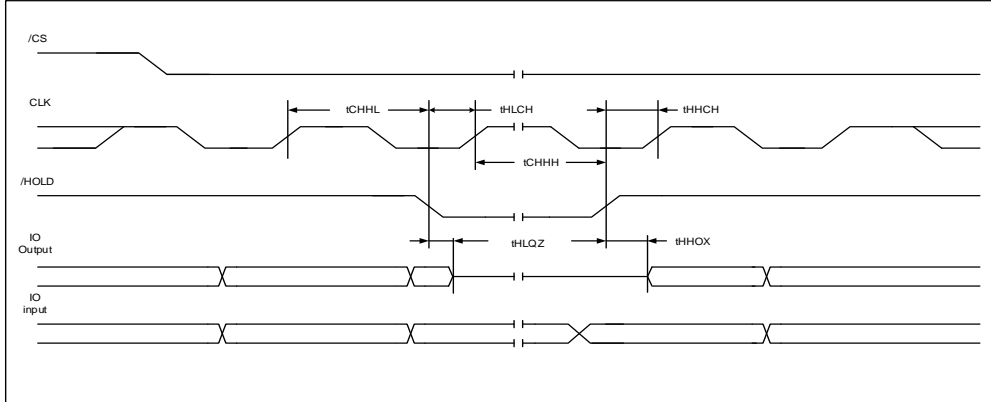 /CS
CLK
tCHHL
tHLCH
tHHCH
tCHHH
/HOLD
IO
Output
tHLQZ
tHHOX
IO
input